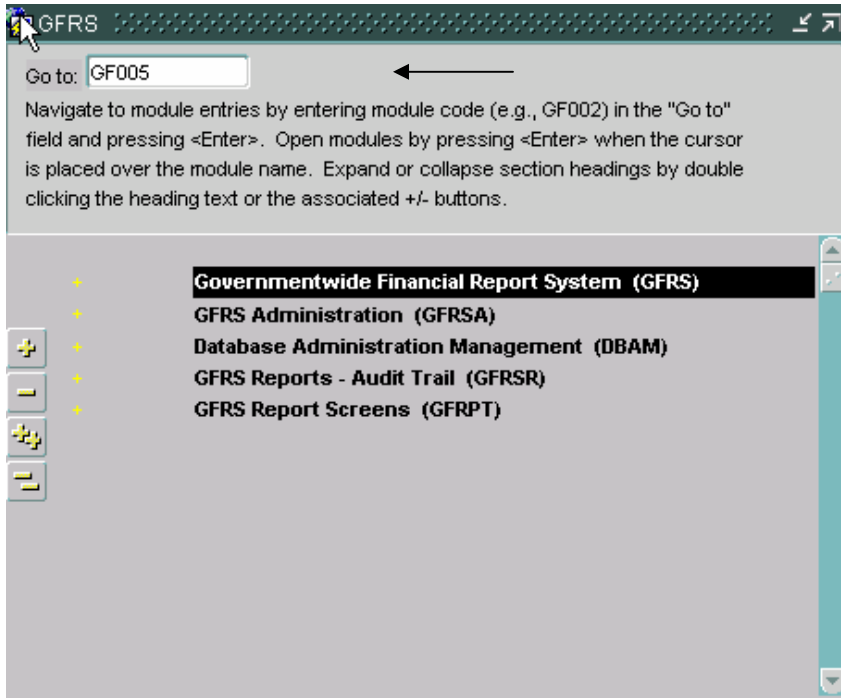 GFRS
Go to: GF005
Navigate to module entries by entering module code (e.g., GF002) in the "Go to"
field and pressing <Enter>. Open modules by pressing <Enter> when the cursor
is placed over the module name. Expand or collapse section headings by double
clicking the heading text or the associated +/- buttons.
+ Governmentwide Financial Report System (GFRS)
+ GFRS Administration (GFRSA)
+ Database Administration Management (DBAM)
+ GFRS Reports - Audit Trail (GFRSR)
+ GFRS Report Screens (GFRPT)